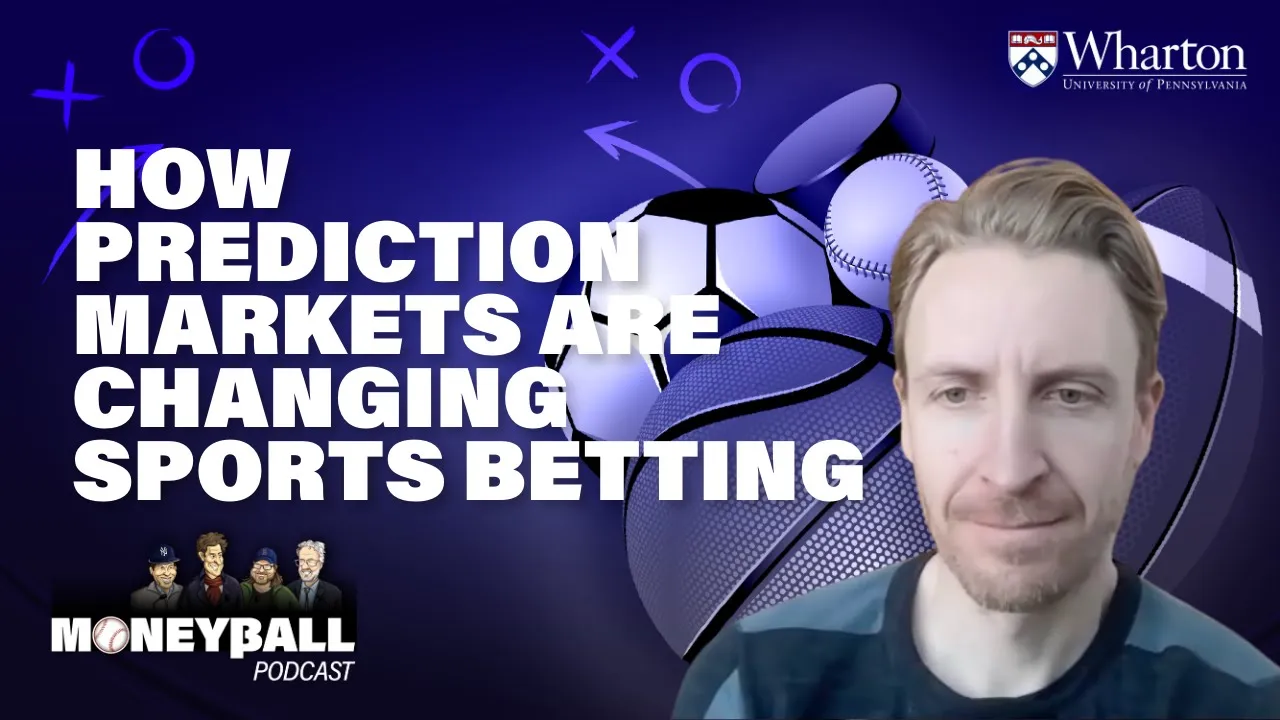 Wharton
UNIVERSITY of PENNSYLVANIA
HOW
PREDICTION
MARKETS ARE
CHANGING
SPORTS BETTING
MONEYBALL
PODCAST